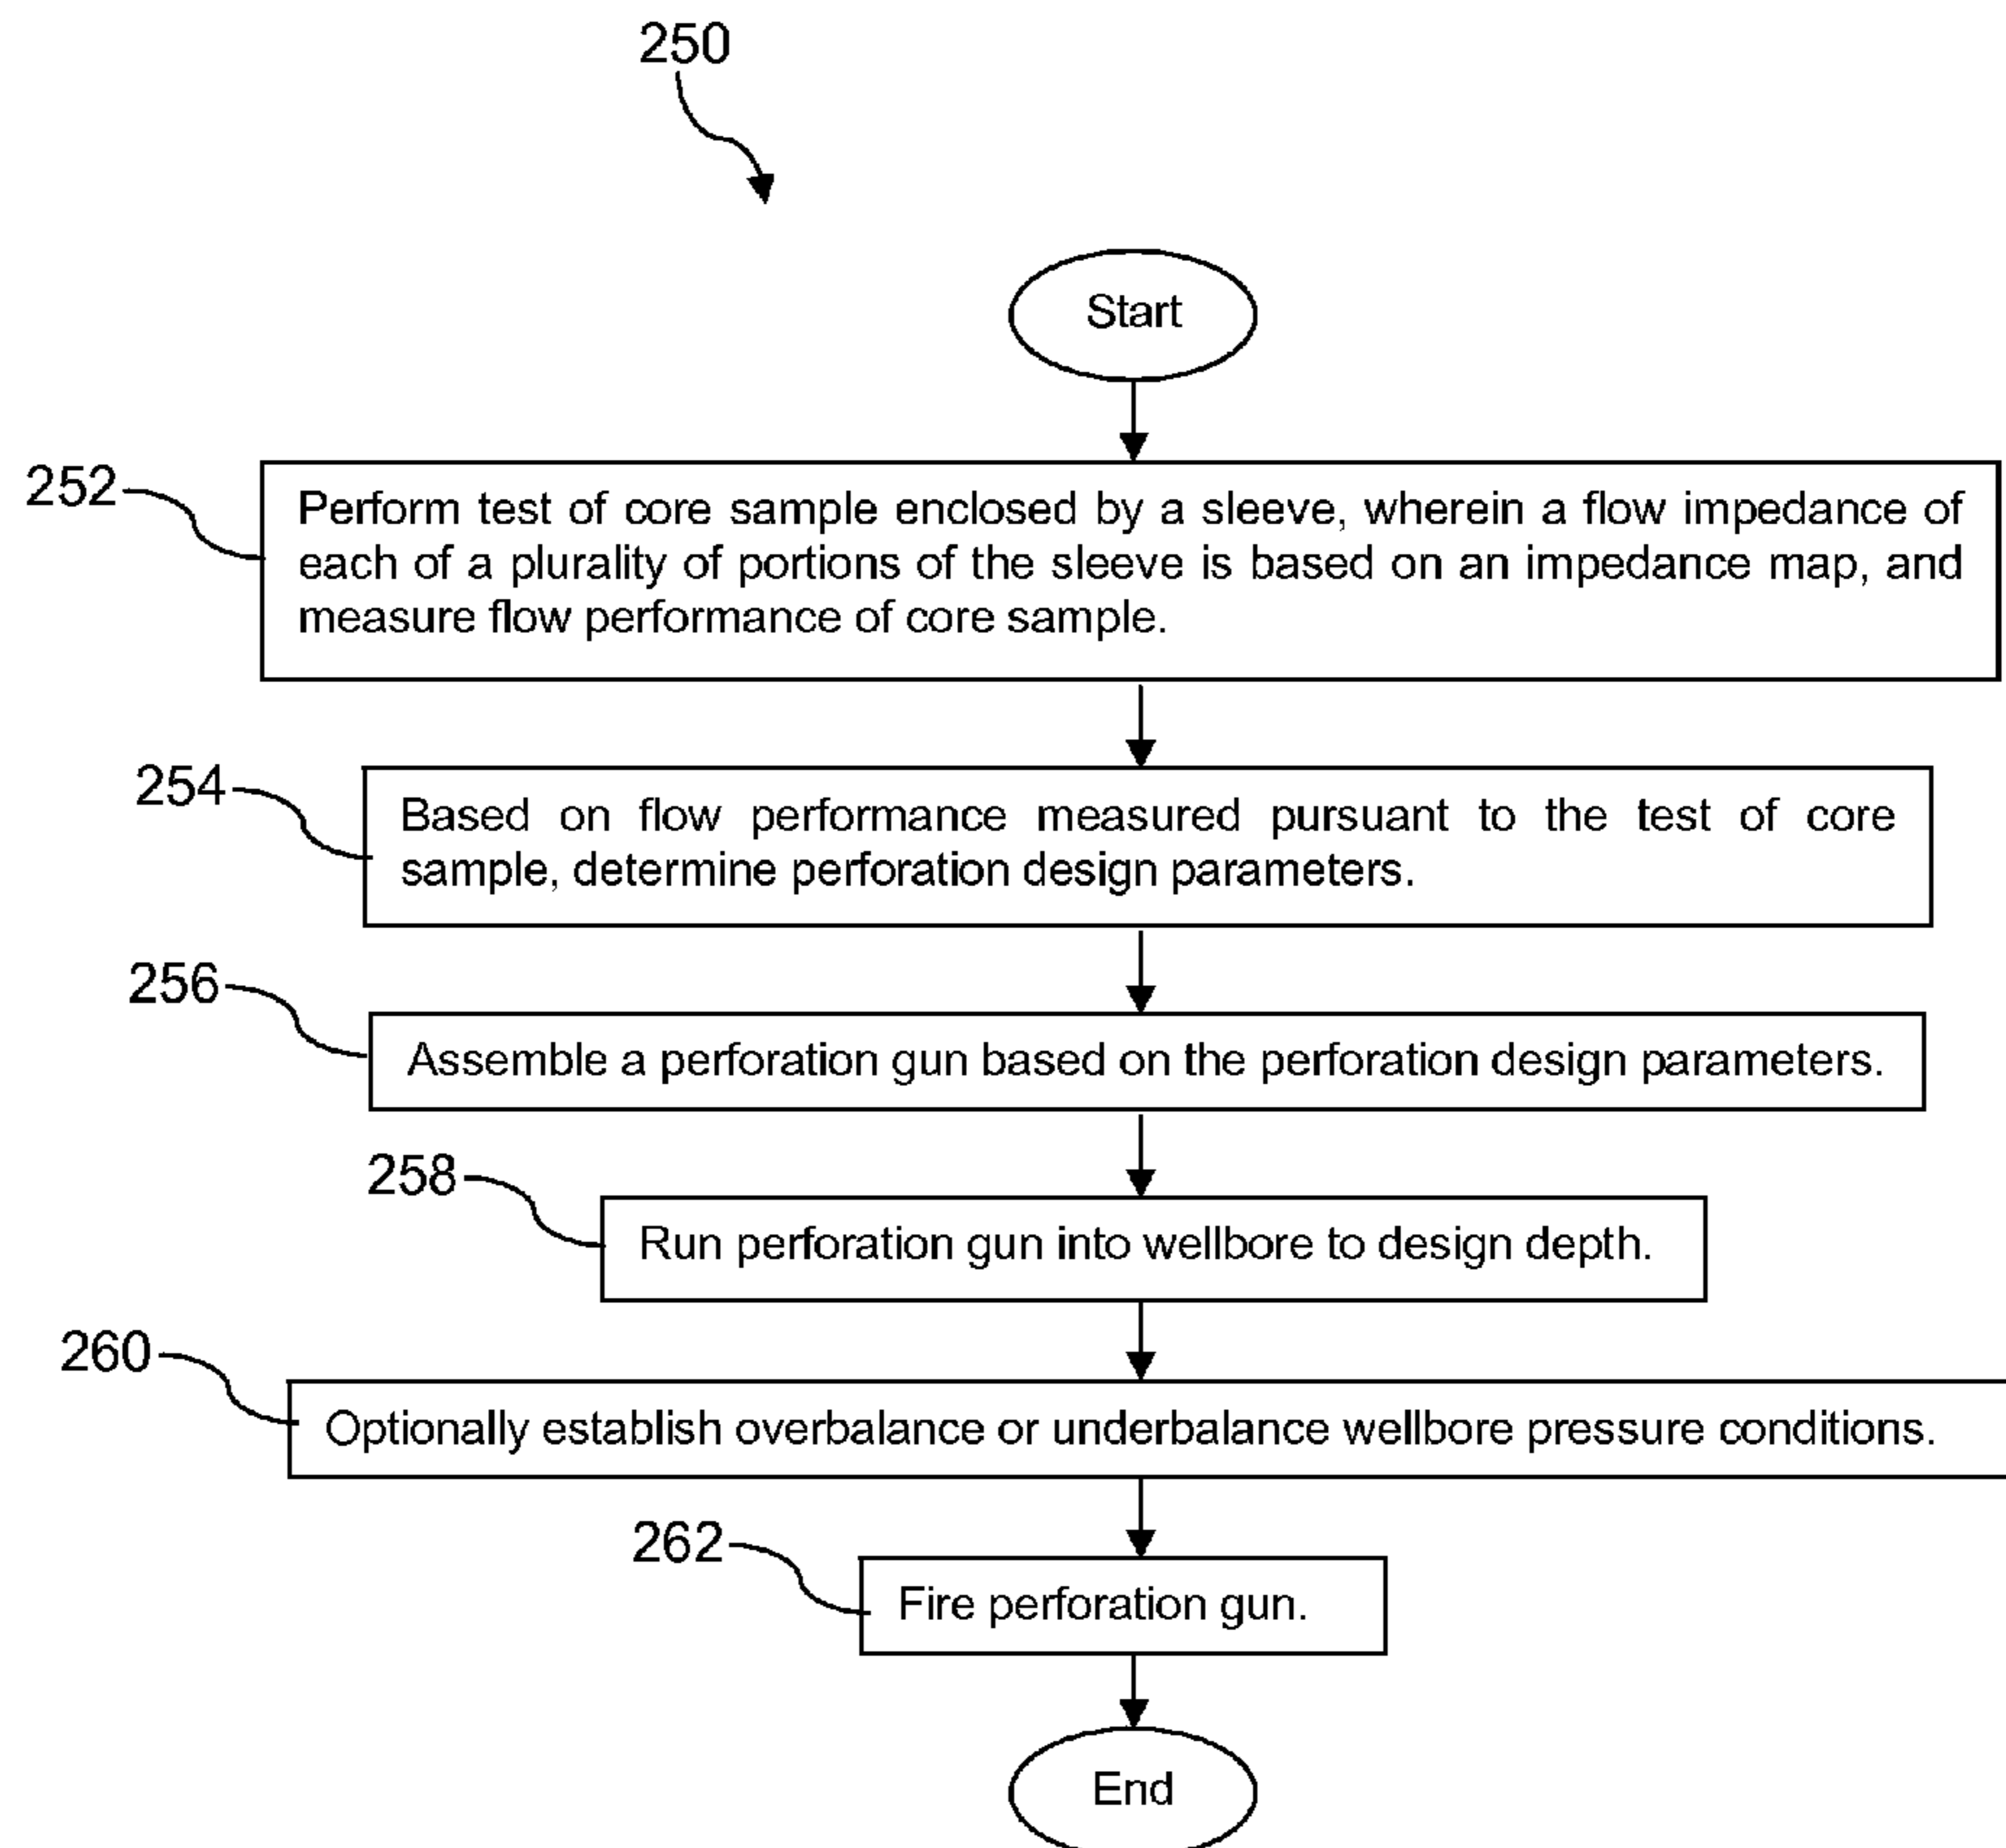 250
Start
252
Perform test of core sample enclosed by a sleeve, wherein a flow impedance of
each of a plurality of portions of the sleeve is based on an impedance map, and
measure flow performance of core sample.
254
Based on flow performance measured pursuant to the test of core
sample, determine perforation design parameters.
256
Assemble a perforation gun based on the perforation design parameters.
258
Run perforation gun into wellbore to design depth.
260
Optionally establish overbalance or underbalance wellbore pressure conditions.
262
Fire perforation gun.
End